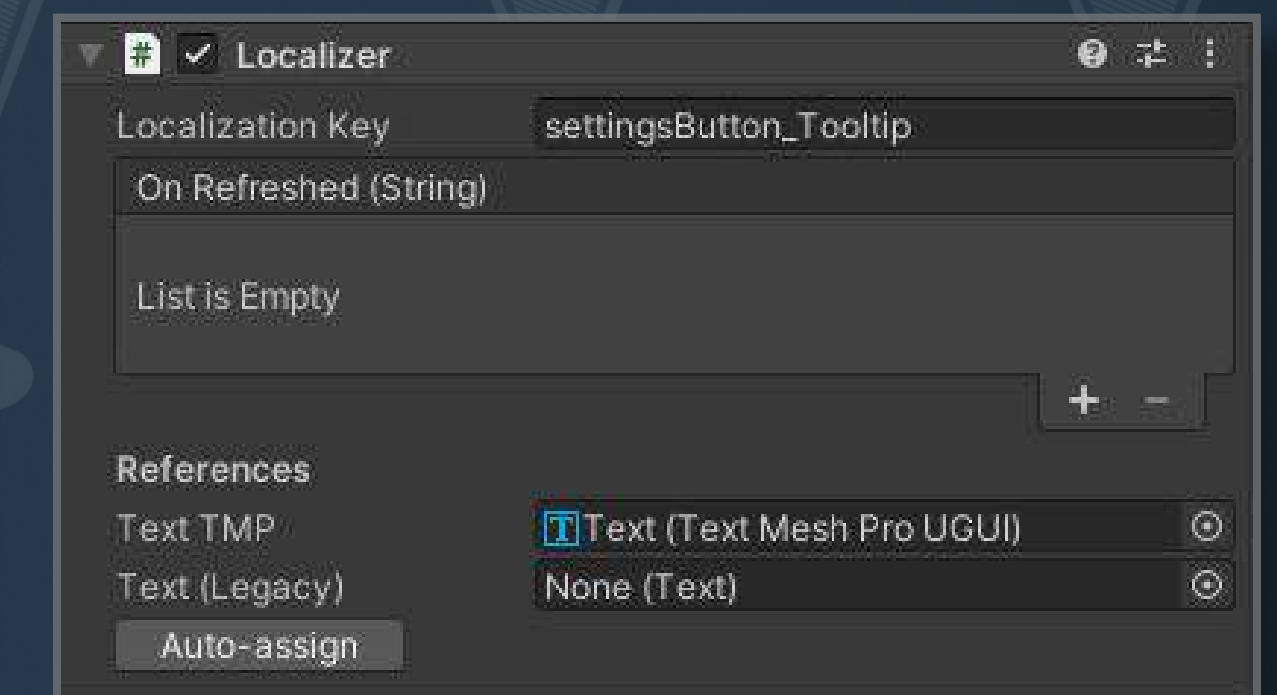 # Localizer
Localization Key settingsButton_Tooltip
On Refreshed (String)
List is Empty
+ -
References
Text TMP T Text (Text Mesh Pro UGUI)
Text (Legacy) None (Text)
Auto-assign